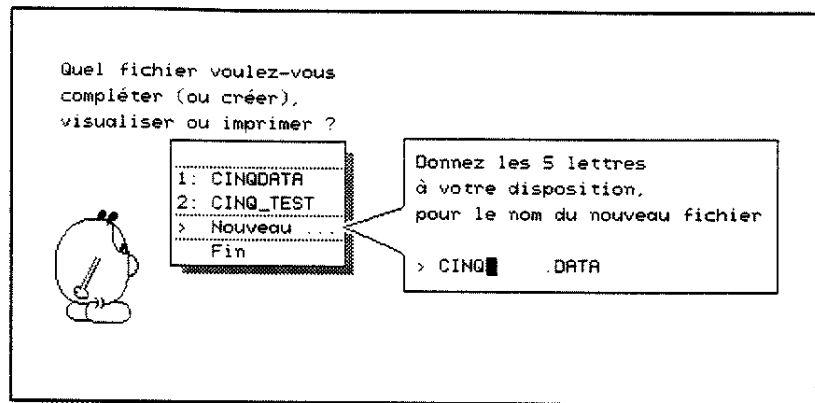 Quel fichier voulez-vous
compléter (ou créer),
visualiser ou imprimer ?
1: CINQDATA
2: CINQ_TEST
> Nouveau ...
Fin
Donnez les 5 lettres
à votre disposition,
pour le nom du nouveau fichier
> CINQ█ .DATA